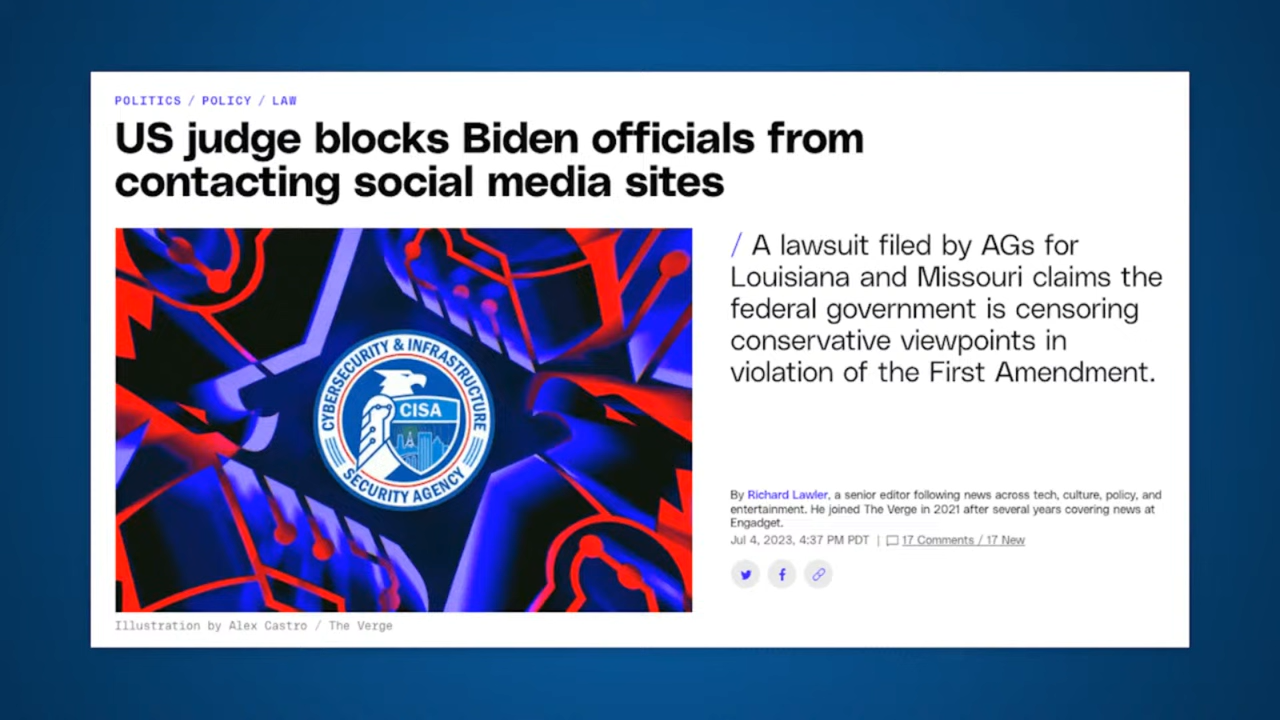 POLITICS / POLICY / LAW
US judge blocks Biden officials from
contacting social media sites
CYBERSECURITY & INFRASTRUCTURE
CISA
SECURITY AGENCY
/ A lawsuit filed by AGs for
Louisiana and Missouri claims the
federal government is censoring
conservative viewpoints in
violation of the First Amendment.
By Richard Lawler, a senior editor following news across tech, culture, policy, and
entertainment. He joined The Verge in 2021 after several years covering news at
Engadget.
Jul 4, 2023, 4:37 PM PDT | 17 Comments / 17 New
Illustration by Alex Castro / The Verge